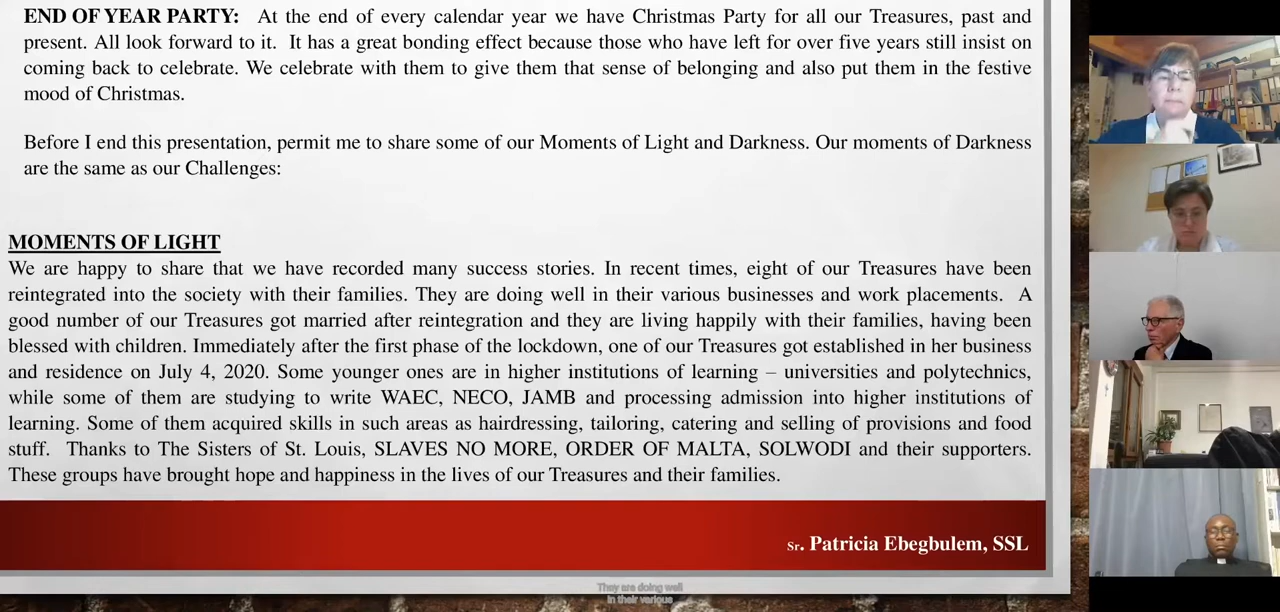 END OF YEAR PARTY: At the end of every calendar year we have Christmas Party for all our Treasures, past and
present. All look forward to it. It has a great bonding effect because those who have left for over five years still insist on
coming back to celebrate. We celebrate with them to give them that sense of belonging and also put them in the festive
mood of Christmas.
Before I end this presentation, permit me to share some of our Moments of Light and Darkness. Our moments of Darkness
are the same as our Challenges:
MOMENTS OF LIGHT
We are happy to share that we have recorded many success stories. In recent times, eight of our Treasures have been
reintegrated into the society with their families. They are doing well in their various businesses and work placements. A
good number of our Treasures got married after reintegration and they are living happily with their families, having been
blessed with children. Immediately after the first phase of the lockdown, one of our Treasures got established in her business
and residence on July 4, 2020. Some younger ones are in higher institutions of learning – universities and polytechnics,
while some of them are studying to write WAEC, NECO, JAMB and processing admission into higher institutions of
learning. Some of them acquired skills in such areas as hairdressing, tailoring, catering and selling of provisions and food
stuff. Thanks to The Sisters of St. Louis, SLAVES NO MORE, ORDER OF MALTA, SOLWODI and their supporters.
These groups have brought hope and happiness in the lives of our Treasures and their families.
Sr. Patricia Ebegbulem, SSL
They are doing well
in their various